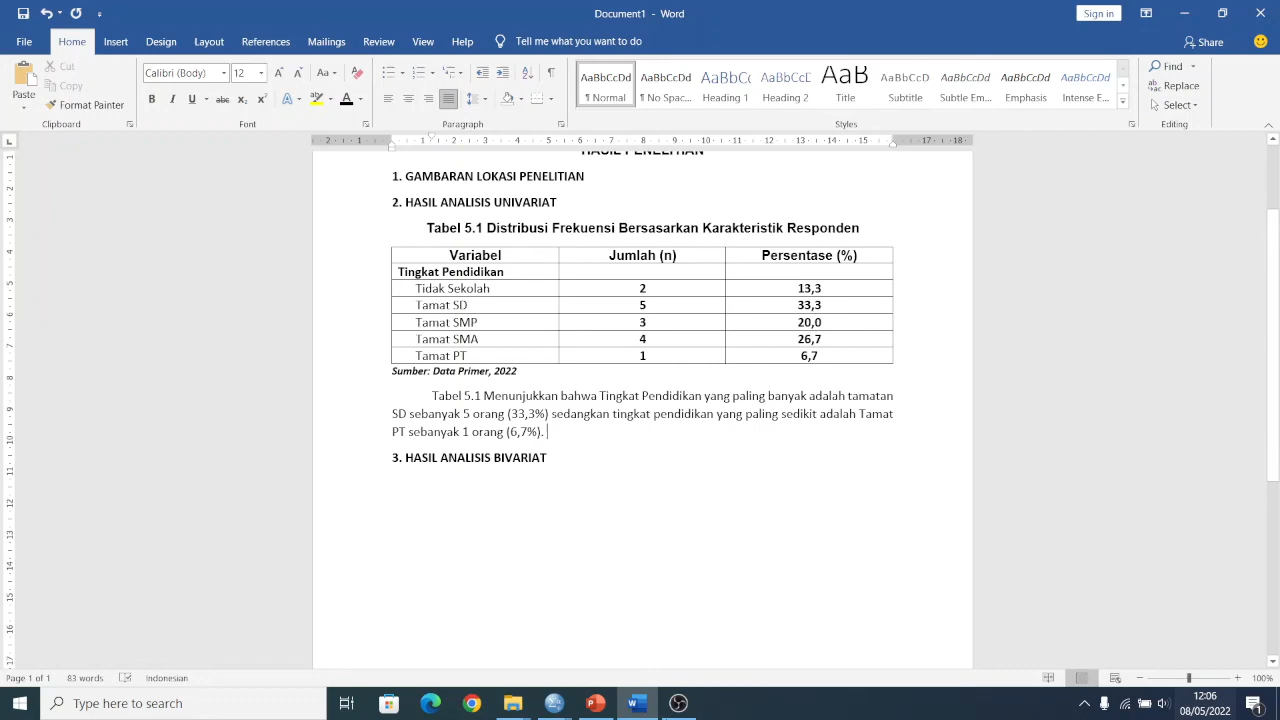 Document1 - Word
Sign in
File Home Insert Design Layout References Mailings Review View Help Tell me what you want to do Share
Paste
Cut
Copy
Format Painter
Clipboard
Calibri (Body) 12
Font
Paragraph
AaBbCcDd AaBbCcDd AaBbC( AaBbCcD AaB AaBbCcD AaBbCcDd AaBbCcDd AaBbCcDd
¶ Normal ¶ No Spac... Heading 1 Heading 2 Title Subtitle Subtle Em... Emphasis Intense E...
Styles
Find
Replace
Select
Editing
HASIL PENELITIAN
1. GAMBARAN LOKASI PENELITIAN
2. HASIL ANALISIS UNIVARIAT
Tabel 5.1 Distribusi Frekuensi Bersasarkan Karakteristik Responden
Variabel Jumlah (n) Persentase (%)
Tingkat Pendidikan
Tidak Sekolah 2 13,3
Tamat SD 5 33,3
Tamat SMP 3 20,0
Tamat SMA 4 26,7
Tamat PT 1 6,7
Sumber: Data Primer, 2022
Tabel 5.1 Menunjukkan bahwa Tingkat Pendidikan yang paling banyak adalah tamatan
SD sebanyak 5 orang (33,3%) sedangkan tingkat pendidikan yang paling sedikit adalah Tamat
PT sebanyak 1 orang (6,7%).
3. HASIL ANALISIS BIVARIAT
Page 1 of 1 83 words Indonesian 100%
Type here to search
12:06
08/05/2022